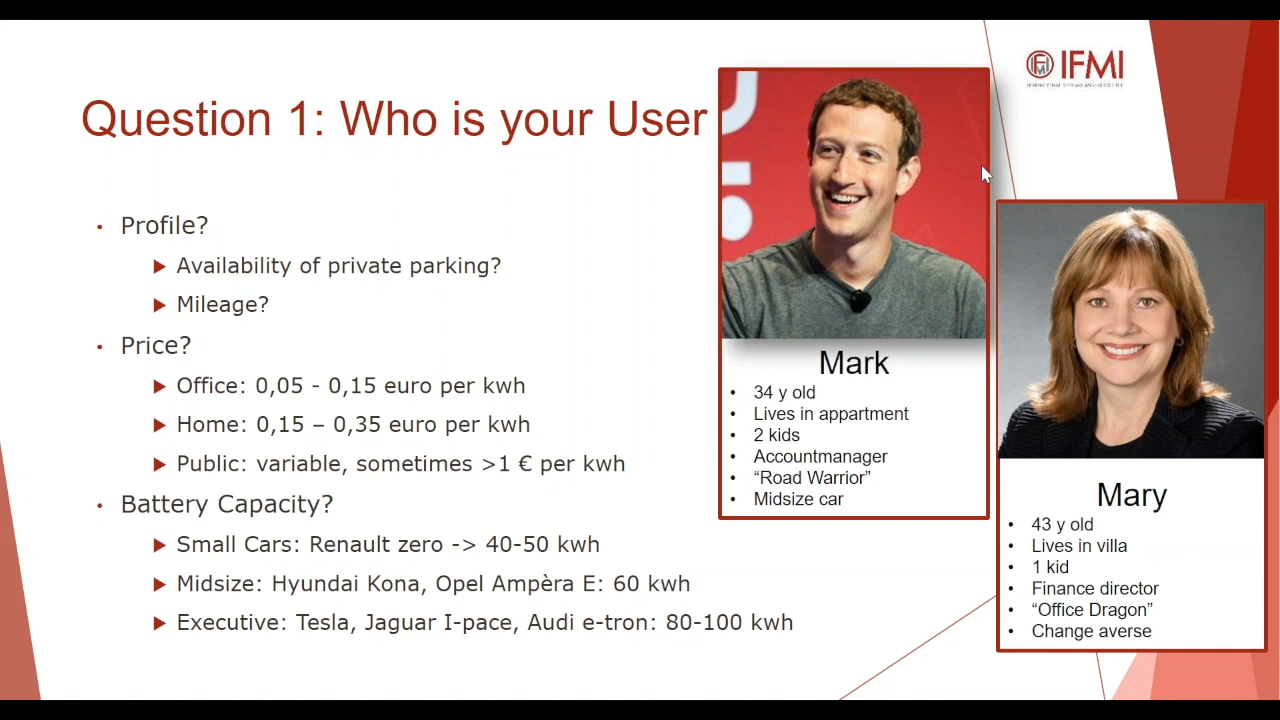 IFMI
Question 1: Who is your User
• Profile?
Availability of private parking?
Mileage?
• Price?
Office: 0,05 - 0,15 euro per kwh
Home: 0,15 – 0,35 euro per kwh
Public: variable, sometimes >1 € per kwh
• Battery Capacity?
Small Cars: Renault zero -> 40-50 kwh
Midsize: Hyundai Kona, Opel Ampèra E: 60 kwh
Executive: Tesla, Jaguar I-pace, Audi e-tron: 80-100 kwh
Mark
• 34 y old
• Lives in appartment
• 2 kids
• Accountmanager
• “Road Warrior”
• Midsize car
Mary
• 43 y old
• Lives in villa
• 1 kid
• Finance director
• “Office Dragon”
• Change averse